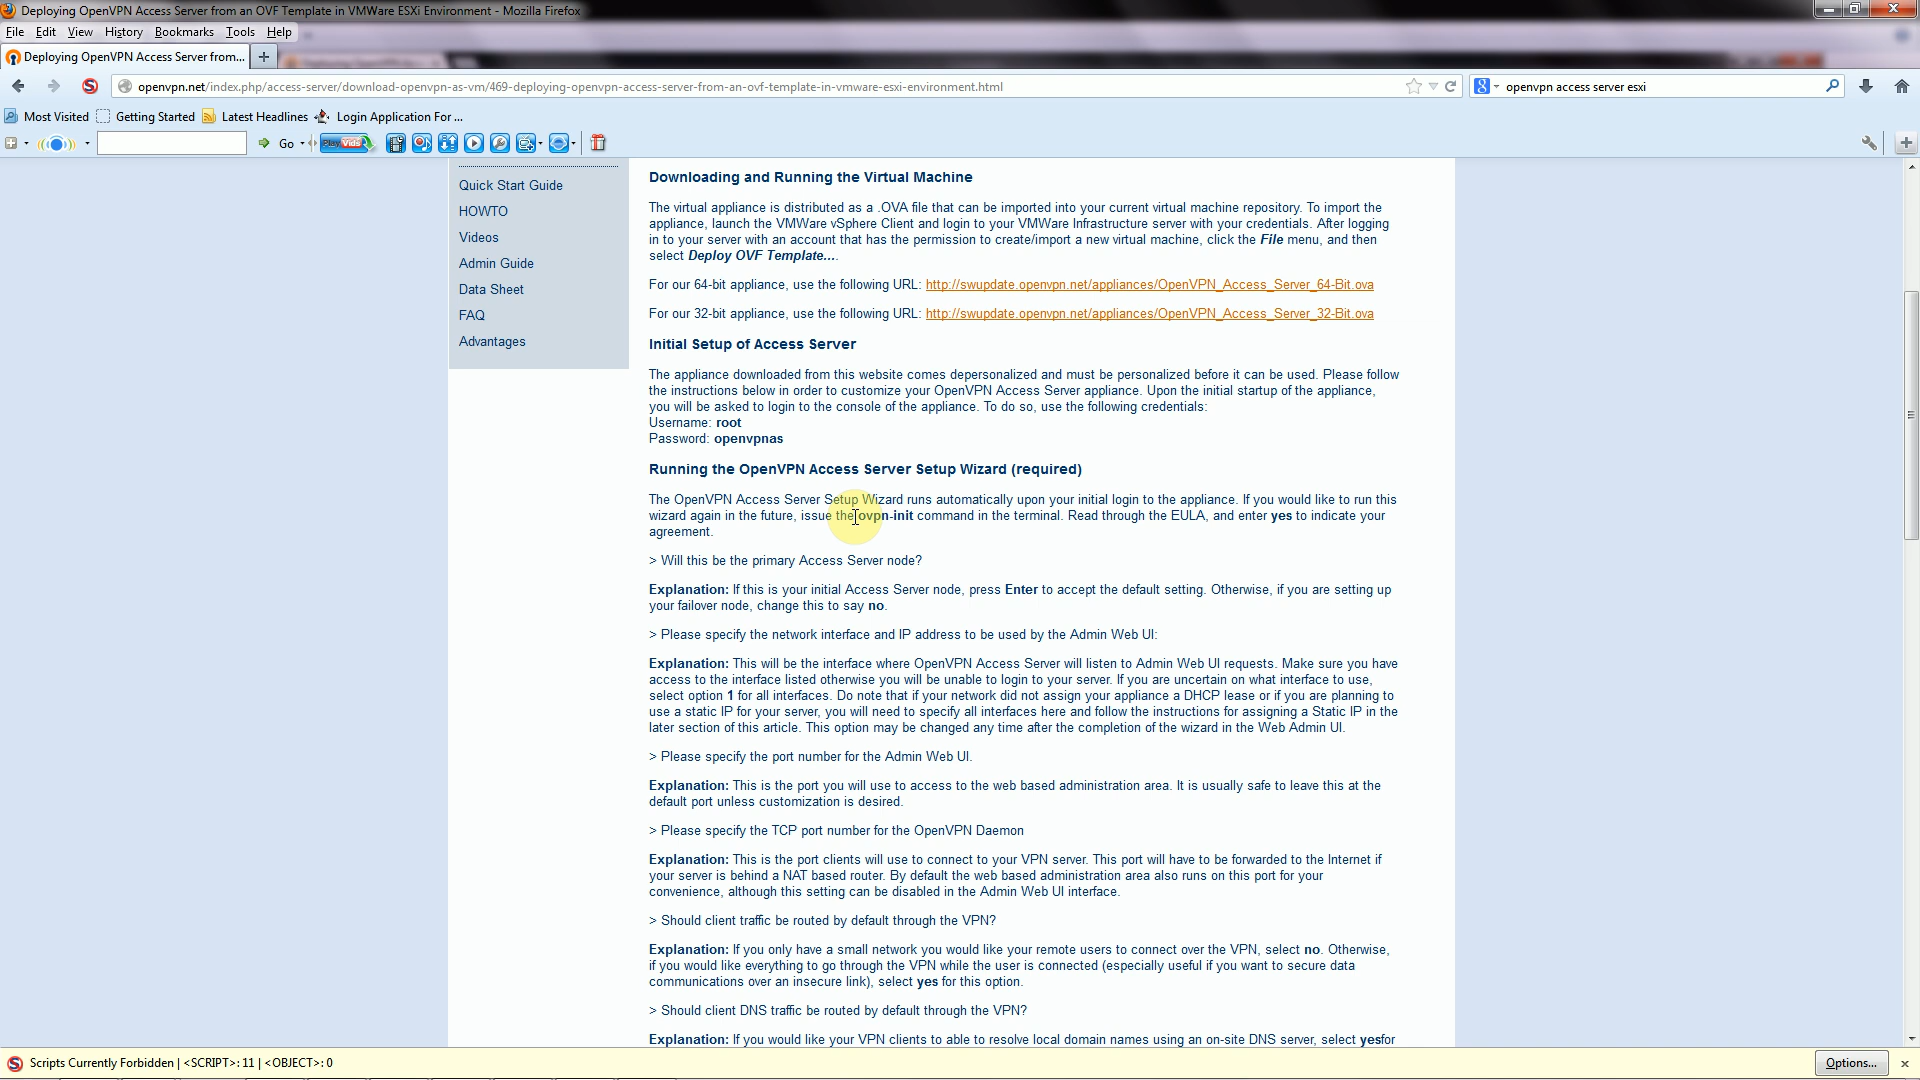 Deploying OpenVPN Access Server from an OVF Template in VMWare ESXi Environment - Mozilla Firefox
File Edit View History Bookmarks Tools Help
Deploying OpenVPN Access Server from...
openvpn.net/index.php/access-server/download-openvpn-as-vm/469-deploying-openvpn-access-server-from-an-ovf-template-in-vmware-esxi-environment.html
openvpn access server esxi
Most Visited Getting Started Latest Headlines Login Application For ...
Go
Quick Start Guide
HOWTO
Videos
Admin Guide
Data Sheet
FAQ
Advantages
Downloading and Running the Virtual Machine
The virtual appliance is distributed as a .OVA file that can be imported into your current virtual machine repository. To import the
appliance, launch the VMWare vSphere Client and login to your VMWare Infrastructure server with your credentials. After logging
in to your server with an account that has the permission to create/import a new virtual machine, click the File menu, and then
select Deploy OVF Template....
For our 64-bit appliance, use the following URL: http://swupdate.openvpn.net/appliances/OpenVPN_Access_Server_64-Bit.ova
For our 32-bit appliance, use the following URL: http://swupdate.openvpn.net/appliances/OpenVPN_Access_Server_32-Bit.ova
Initial Setup of Access Server
The appliance downloaded from this website comes depersonalized and must be personalized before it can be used. Please follow
the instructions below in order to customize your OpenVPN Access Server appliance. Upon the initial startup of the appliance,
you will be asked to login to the console of the appliance. To do so, use the following credentials:
Username: root
Password: openvpnas
Running the OpenVPN Access Server Setup Wizard (required)
The OpenVPN Access Server Setup Wizard runs automatically upon your initial login to the appliance. If you would like to run this
wizard again in the future, issue the ovpn-init command in the terminal. Read through the EULA, and enter yes to indicate your
agreement.
> Will this be the primary Access Server node?
Explanation: If this is your initial Access Server node, press Enter to accept the default setting. Otherwise, if you are setting up
your failover node, change this to say no.
> Please specify the network interface and IP address to be used by the Admin Web UI:
Explanation: This will be the interface where OpenVPN Access Server will listen to Admin Web UI requests. Make sure you have
access to the interface listed otherwise you will be unable to login to your server. If you are uncertain on what interface to use,
select option 1 for all interfaces. Do note that if your network did not assign your appliance a DHCP lease or if you are planning to
use a static IP for your server, you will need to specify all interfaces here and follow the instructions for assigning a Static IP in the
later section of this article. This option may be changed any time after the completion of the wizard in the Web Admin UI.
> Please specify the port number for the Admin Web UI.
Explanation: This is the port you will use to access to the web based administration area. It is usually safe to leave this at the
default port unless customization is desired.
> Please specify the TCP port number for the OpenVPN Daemon
Explanation: This is the port clients will use to connect to your VPN server. This port will have to be forwarded to the Internet if
your server is behind a NAT based router. By default the web based administration area also runs on this port for your
convenience, although this setting can be disabled in the Admin Web UI interface.
> Should client traffic be routed by default through the VPN?
Explanation: If you only have a small network you would like your remote users to connect over the VPN, select no. Otherwise,
if you would like everything to go through the VPN while the user is connected (especially useful if you want to secure data
communications over an insecure link), select yes for this option.
> Should client DNS traffic be routed by default through the VPN?
Explanation: If you would like your VPN clients to able to resolve local domain names using an on-site DNS server, select yesfor
Scripts Currently Forbidden | <SCRIPT>: 11 | <OBJECT>: 0
Options...